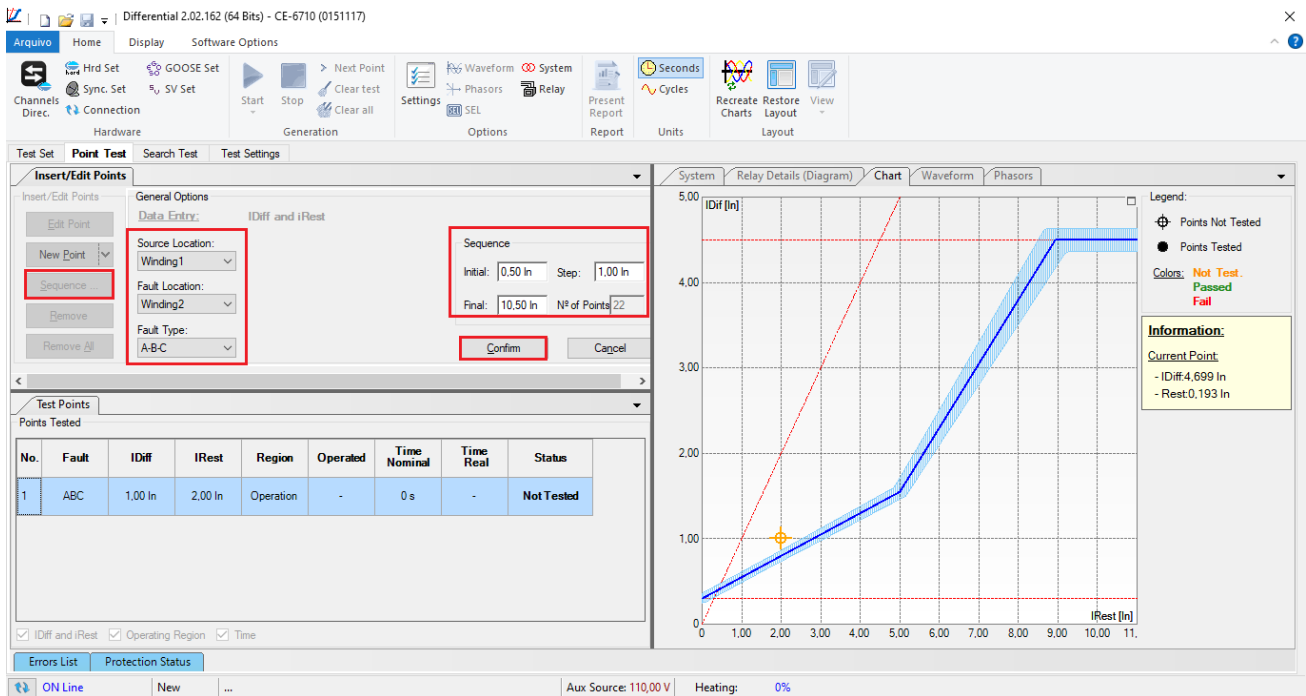 Differential 2.02.162 (64 Bits) - CE-6710 (0151117)
Arquivo Home Display Software Options
Channels Direc.
Hrd Set
Sync. Set
Connection
GOOSE Set
SV Set
Hardware
Start
Stop
Next Point
Clear test
Clear all
Generation
Settings
Waveform
Phasors
SEL
System
Relay
Options
Present Report
Report
Seconds
Cycles
Units
Recreate Charts
Restore Layout
View
Layout
Test Set Point Test Search Test Test Settings
Insert/Edit Points
Insert/Edit Points
Edit Point
New Point
Sequence ...
Remove
Remove All
General Options
Data Entry: IDiff and iRest
Source Location:
Winding1
Fault Location:
Winding2
Fault Type:
A-B-C
Sequence
Initial: 0,50 In Step: 1,00 In
Final: 10,50 In Nº of Points 22
Confirm Cancel
Test Points
Points Tested
No. Fault IDiff IRest Region Operated Time Nominal Time Real Status
1 ABC 1,00 In 2,00 In Operation - 0 s - Not Tested
IDiff and iRest Operating Region Time
Errors List Protection Status
System Relay Details (Diagram) Chart Waveform Phasors
IDif [In]
5,00
4,00
3,00
2,00
1,00
0
IRest [In]
0 1,00 2,00 3,00 4,00 5,00 6,00 7,00 8,00 9,00 10,00 11,
Legend:
Points Not Tested
Points Tested
Colors: Not Test.
Passed
Fail
Information:
Current Point:
- IDiff:4,699 In
- Rest:0,193 In
ON Line New ... Aux Source: 110,00 V Heating: 0%